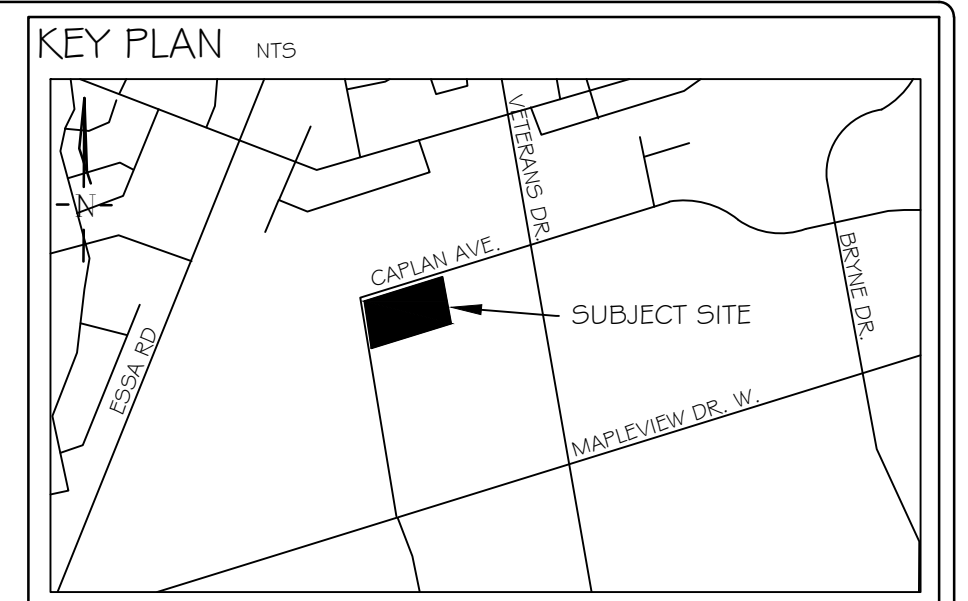 KEY PLAN NTS
VETERANS DR.
N
CAPLAN AVE.
BRYNE DR.
SUBJECT SITE
ESSA RD
MAPLEVIEW DR. W.